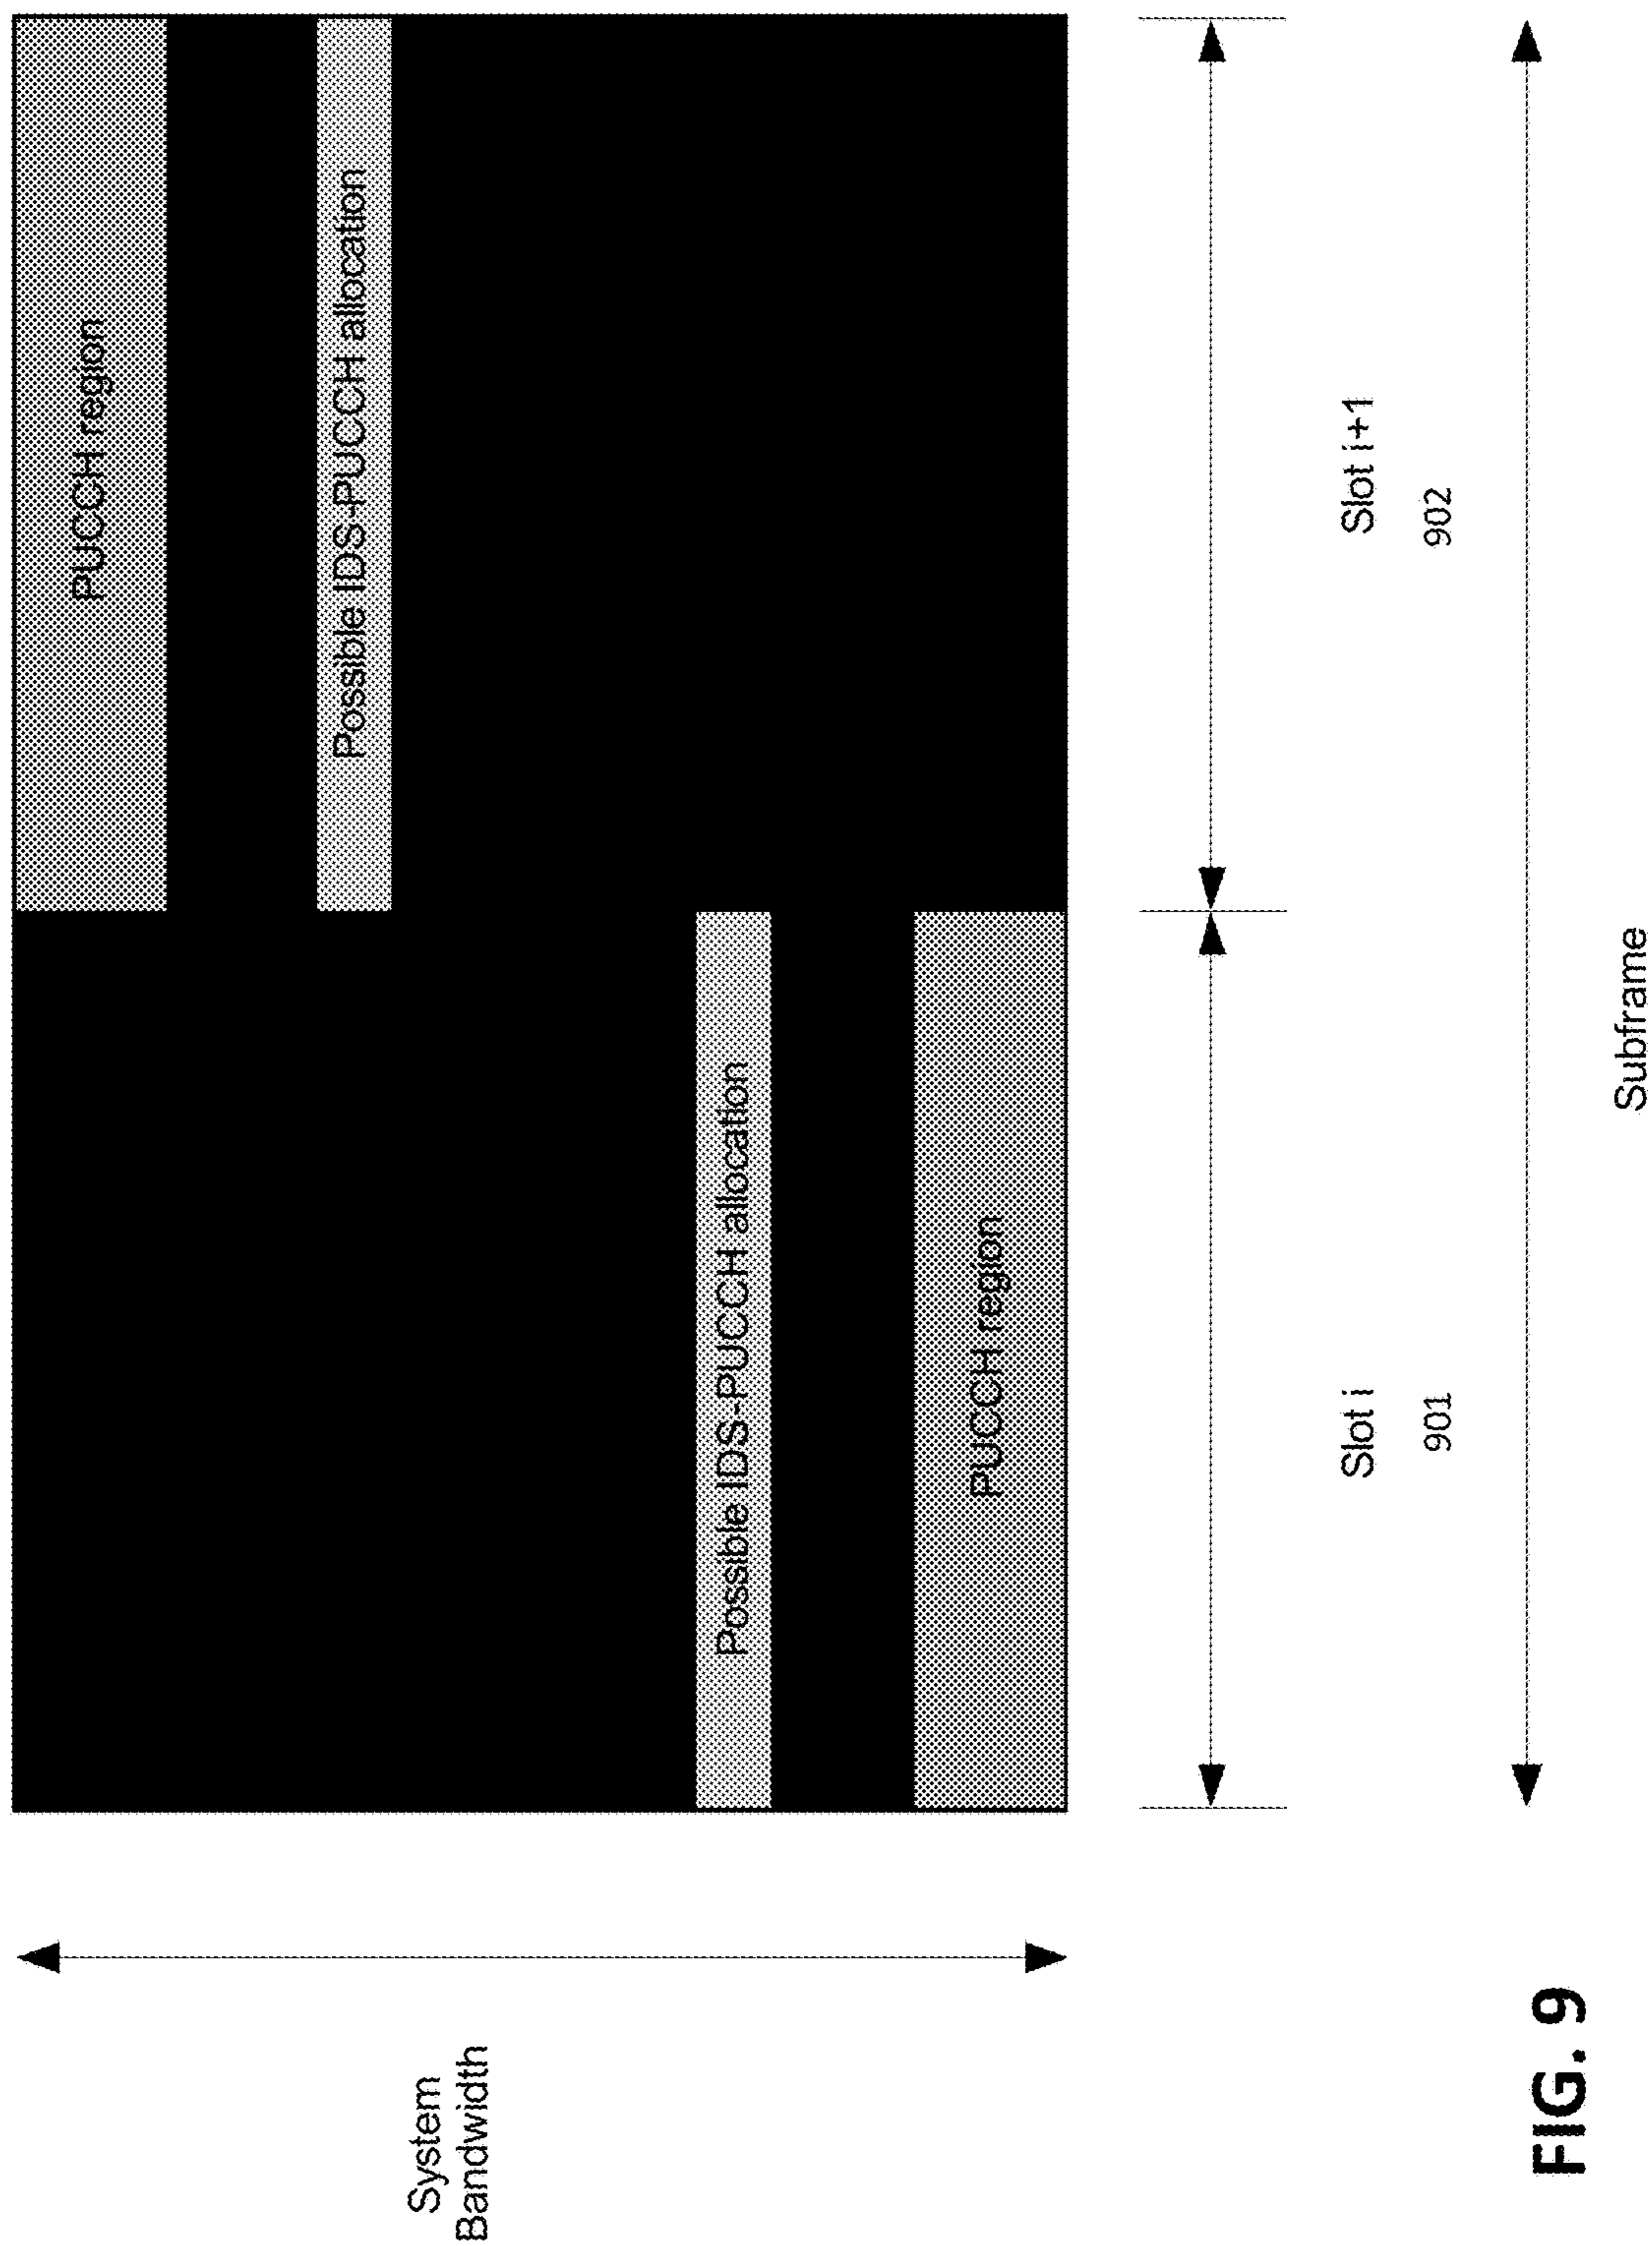 PUCCH region
Possible IDS-PUCCH allocation
System
Bandwidth
Possible IDS-PUCCH allocation
PUCCH region
Slot i
Slot i+1
901
902
Subframe
FIG. 9